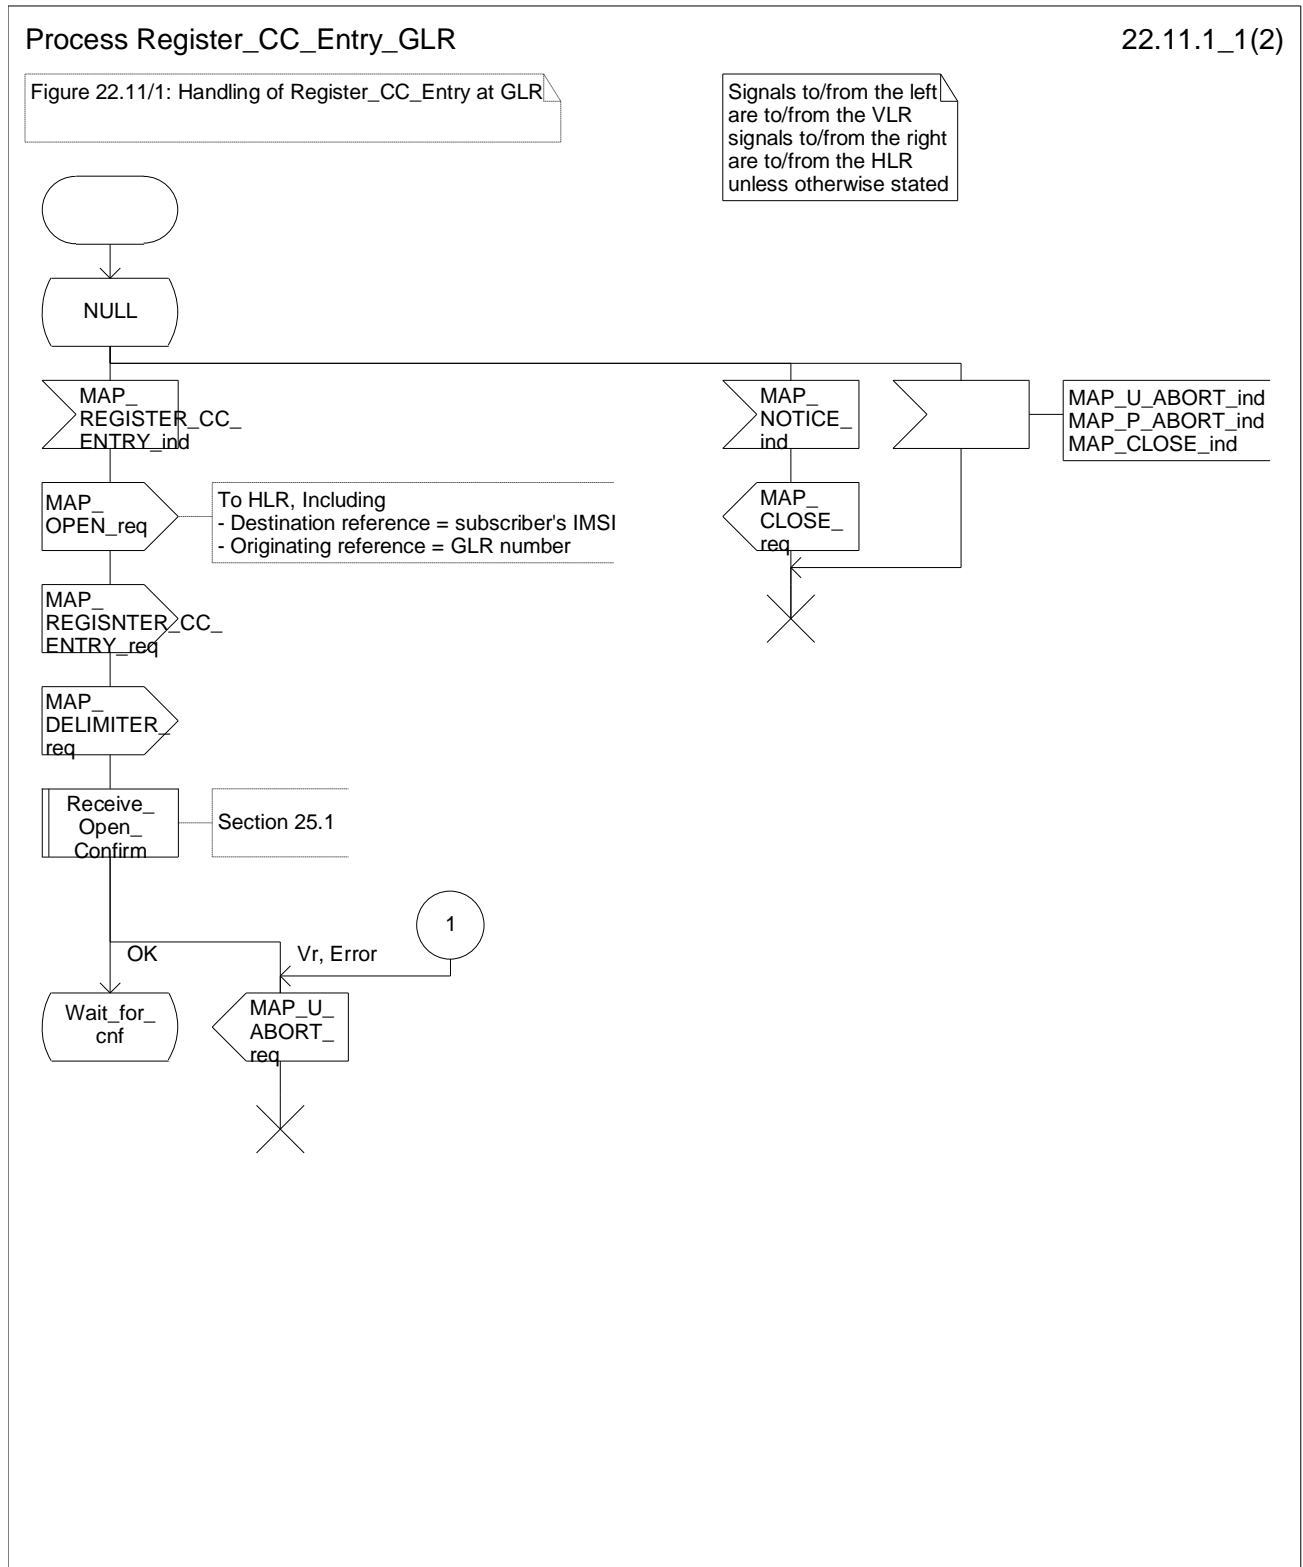 Process Register_CC_Entry_GLR
22.11.1_1(2)
Figure 22.11/1: Handling of Register_CC_Entry at GLR
Signals to/from the left
are to/from the VLR
signals to/from the right
are to/from the HLR
unless otherwise stated
NULL
MAP_
REGISTER_CC_
ENTRY_ind
MAP_
NOTICE_
ind
MAP_U_ABORT_ind
MAP_P_ABORT_ind
MAP_CLOSE_ind
MAP_
OPEN_req
To HLR, Including
- Destination reference = subscriber's IMSI
- Originating reference = GLR number
MAP_
CLOSE_
req
MAP_
REGISNTER_CC_
ENTRY_req
MAP_
DELIMITER_
req
Receive_
Open_
Confirm
Section 25.1
1
OK
Vr, Error
Wait_for_
cnf
MAP_U_
ABORT_
req